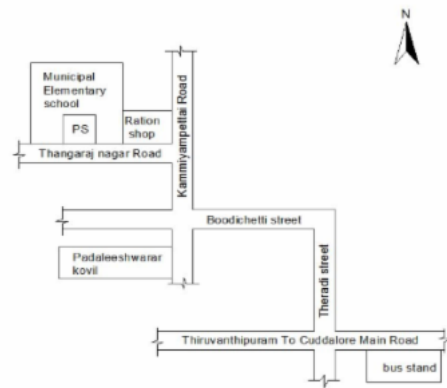 N
Municipal
Elementary
school
PS
Ration
shop
Kammiyampettai Road
Thangaraj nagar Road
Boodichetti street
Padaleeshwarar
kovil
Theradi street
Thiruvanthipuram To Cuddalore Main Road
bus stand